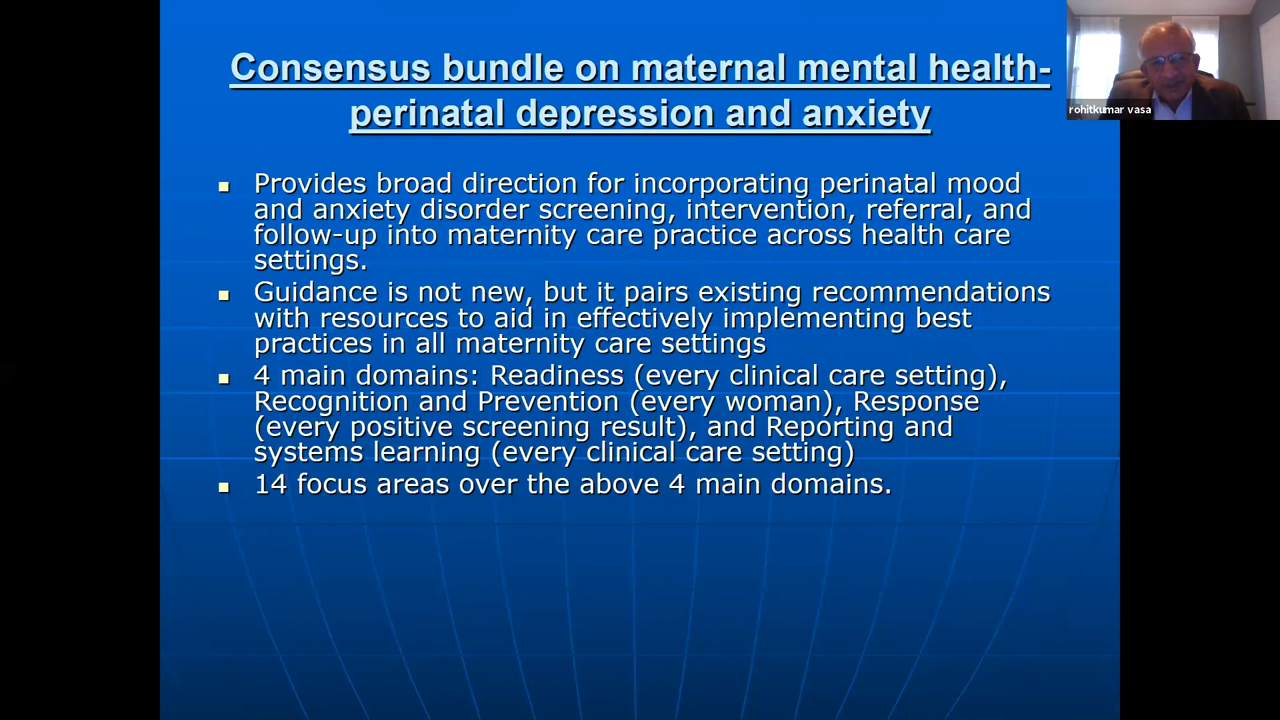 Consensus bundle on maternal mental health-
perinatal depression and anxiety
rohitkumar vasa
Provides broad direction for incorporating perinatal mood
and anxiety disorder screening, intervention, referral, and
follow-up into maternity care practice across health care
settings.
Guidance is not new, but it pairs existing recommendations
with resources to aid in effectively implementing best
practices in all maternity care settings
4 main domains: Readiness (every clinical care setting),
Recognition and Prevention (every woman), Response
(every positive screening result), and Reporting and
systems learning (every clinical care setting)
14 focus areas over the above 4 main domains.